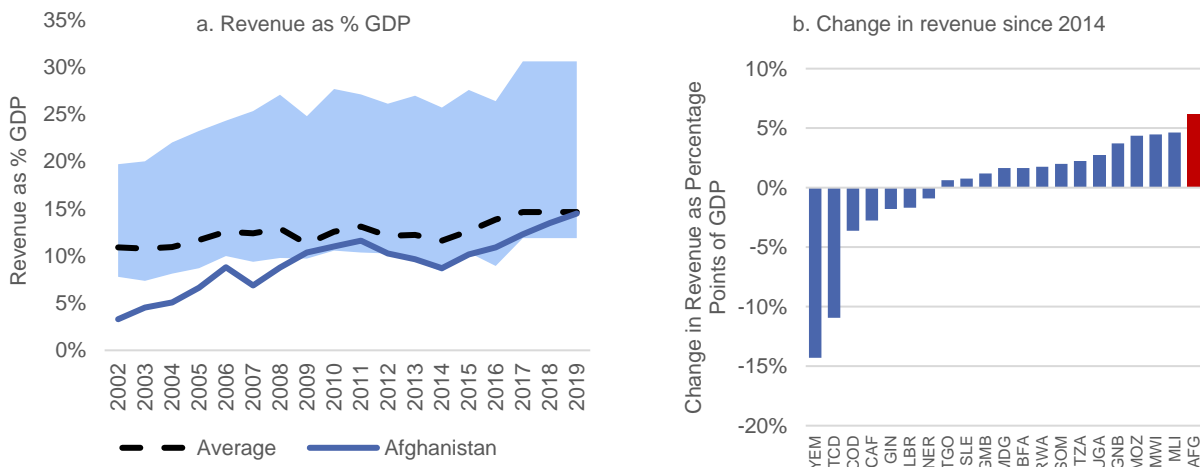 a. Revenue as % GDP
35%
30%
25%
20%
15%
10%
5%
0%
Revenue as % GDP
2002
2003
2004
2005
2006
2007
2008
2009
2010
2011
2012
2013
2014
2015
2016
2017
2018
2019
Average
Afghanistan
b. Change in revenue since 2014
10%
5%
0%
-5%
-10%
-15%
-20%
Change in Revenue as Percentage
Points of GDP
YEM
TCD
COD
CAF
GIN
LBR
NER
TGO
SLE
GMB
MDG
BFA
RWA
SOM
TZA
UGA
GNB
MOZ
MWI
MLI
AFG